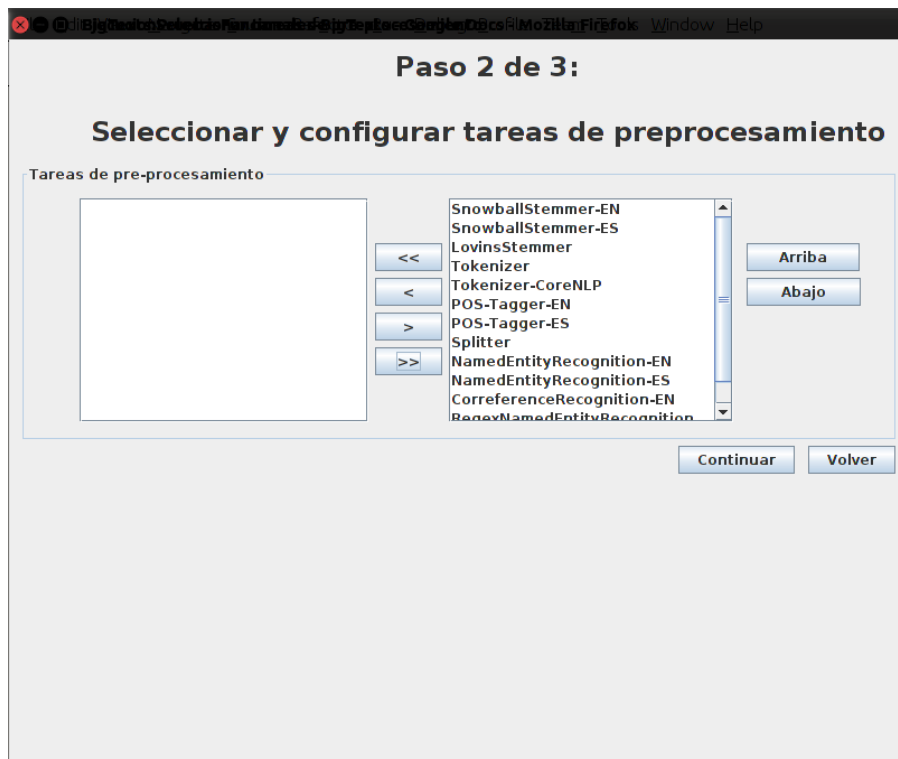 Window Help
Paso 2 de 3:
Seleccionar y configurar tareas de preprocesamiento
Tareas de pre-procesamiento
<<
<
>
>>
SnowballStemmer-EN
SnowballStemmer-ES
LovinsStemmer
Tokenizer
Tokenizer-CoreNLP
POS-Tagger-EN
POS-Tagger-ES
Splitter
NamedEntityRecognition-EN
NamedEntityRecognition-ES
CorreferenceRecognition-EN
RegexNamedEntityRecognition
Arriba
Abajo
Continuar
Volver